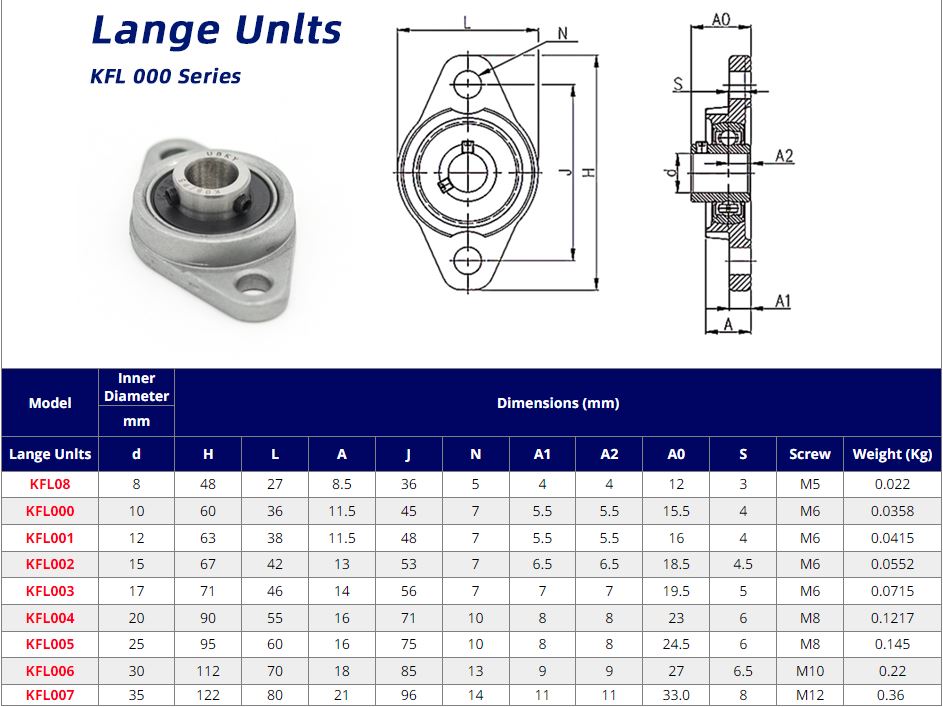 Lange Unlts
KFL 000 Series
UBKY
L
N
J
H
A0
S
A2
d
A1
A
Model
Inner Diameter
mm
Dimensions (mm)
Lange Unlts d H L A J N A1 A2 A0 S Screw Weight (Kg)
KFL08 8 48 27 8.5 36 5 4 4 12 3 M5 0.022
KFL000 10 60 36 11.5 45 7 5.5 5.5 15.5 4 M6 0.0358
KFL001 12 63 38 11.5 48 7 5.5 5.5 16 4 M6 0.0415
KFL002 15 67 42 13 53 7 6.5 6.5 18.5 4.5 M6 0.0552
KFL003 17 71 46 14 56 7 7 7 19.5 5 M6 0.0715
KFL004 20 90 55 16 71 10 8 8 23 6 M8 0.1217
KFL005 25 95 60 16 75 10 8 8 24.5 6 M8 0.145
KFL006 30 112 70 18 85 13 9 9 27 6.5 M10 0.22
KFL007 35 122 80 21 96 14 11 11 33.0 8 M12 0.36